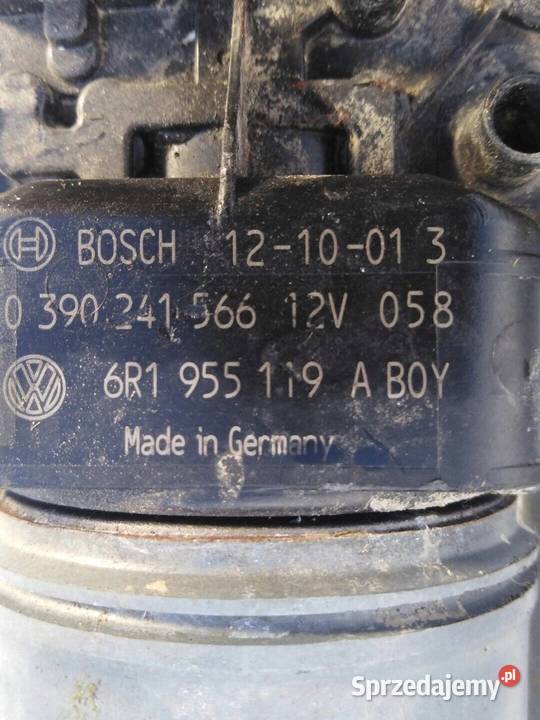 BOSCH 12-10-01 3
0 390 241 566 12V 058
6R1 955 119 A BOY
Made in Germany
Sprzedajemy.pl